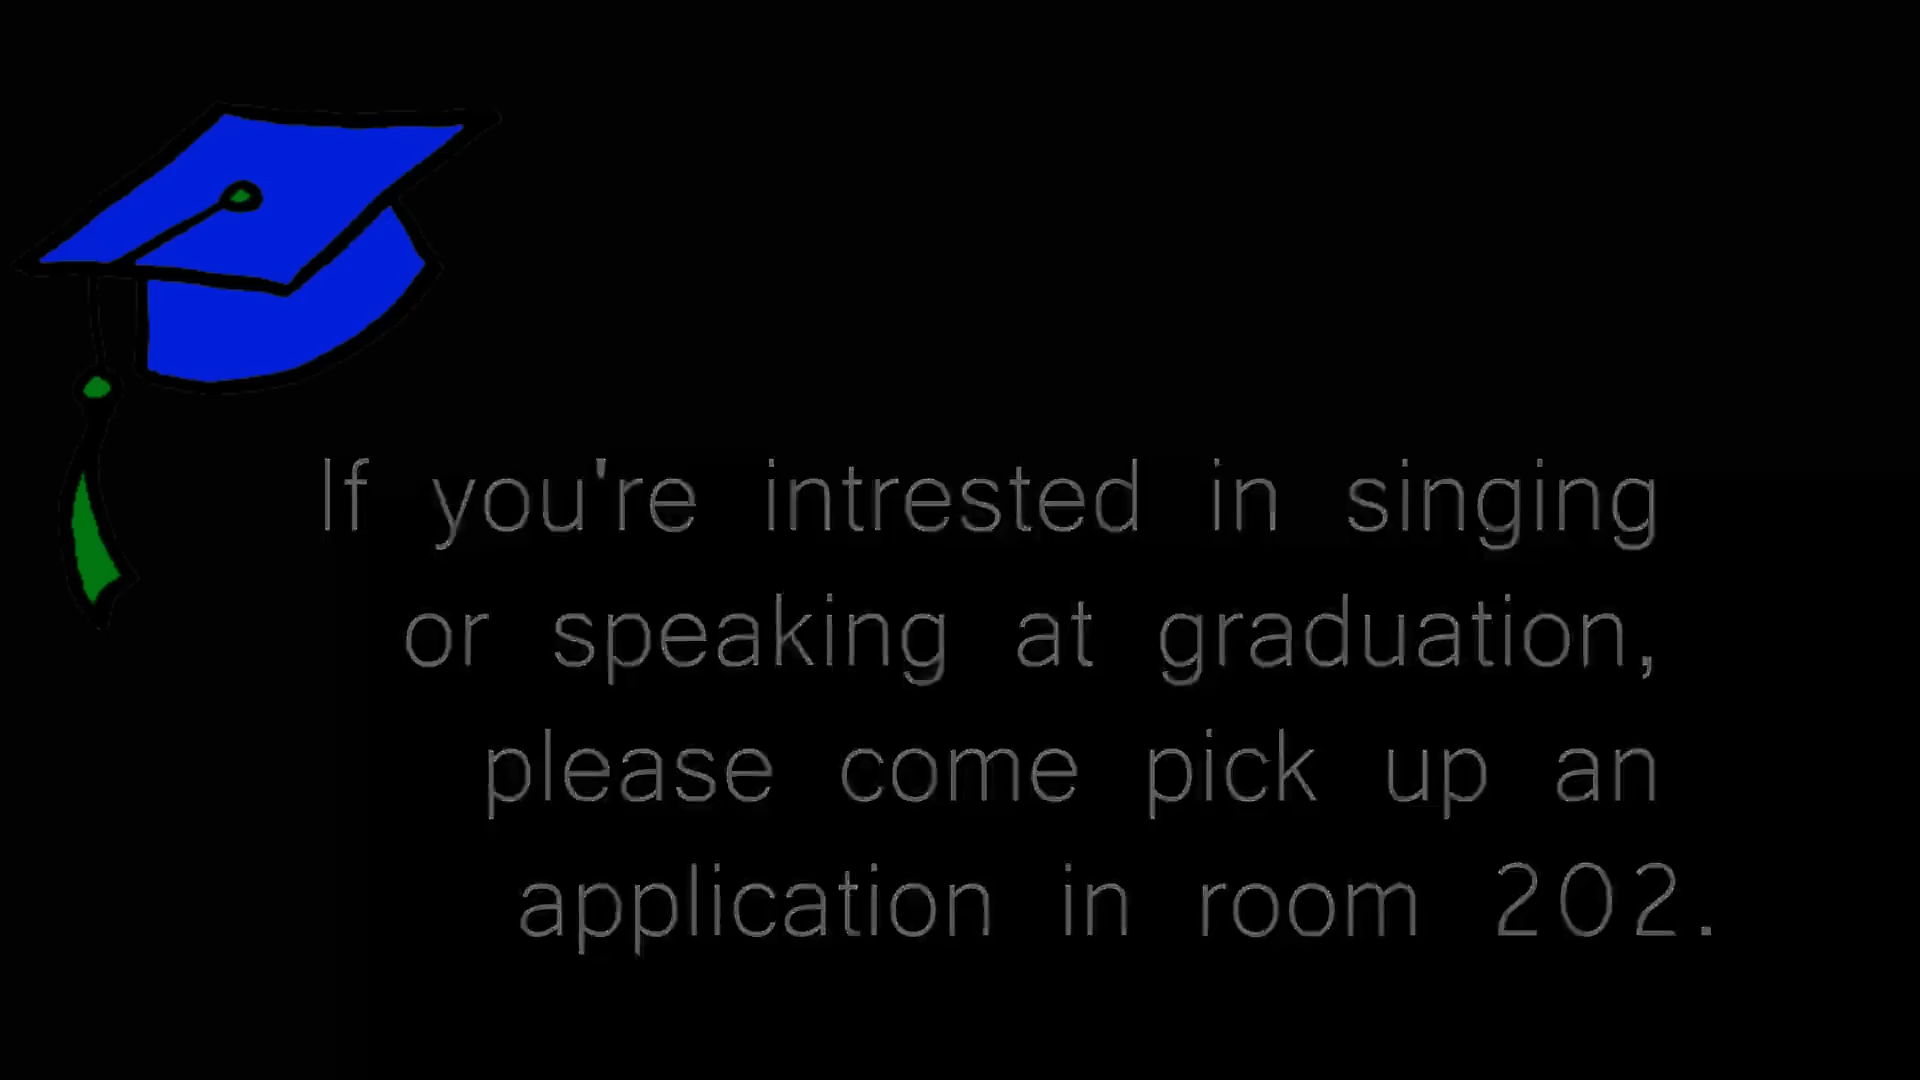 If you're intrested in singing
or speaking at graduation,
please come pick up an
application in room 202.